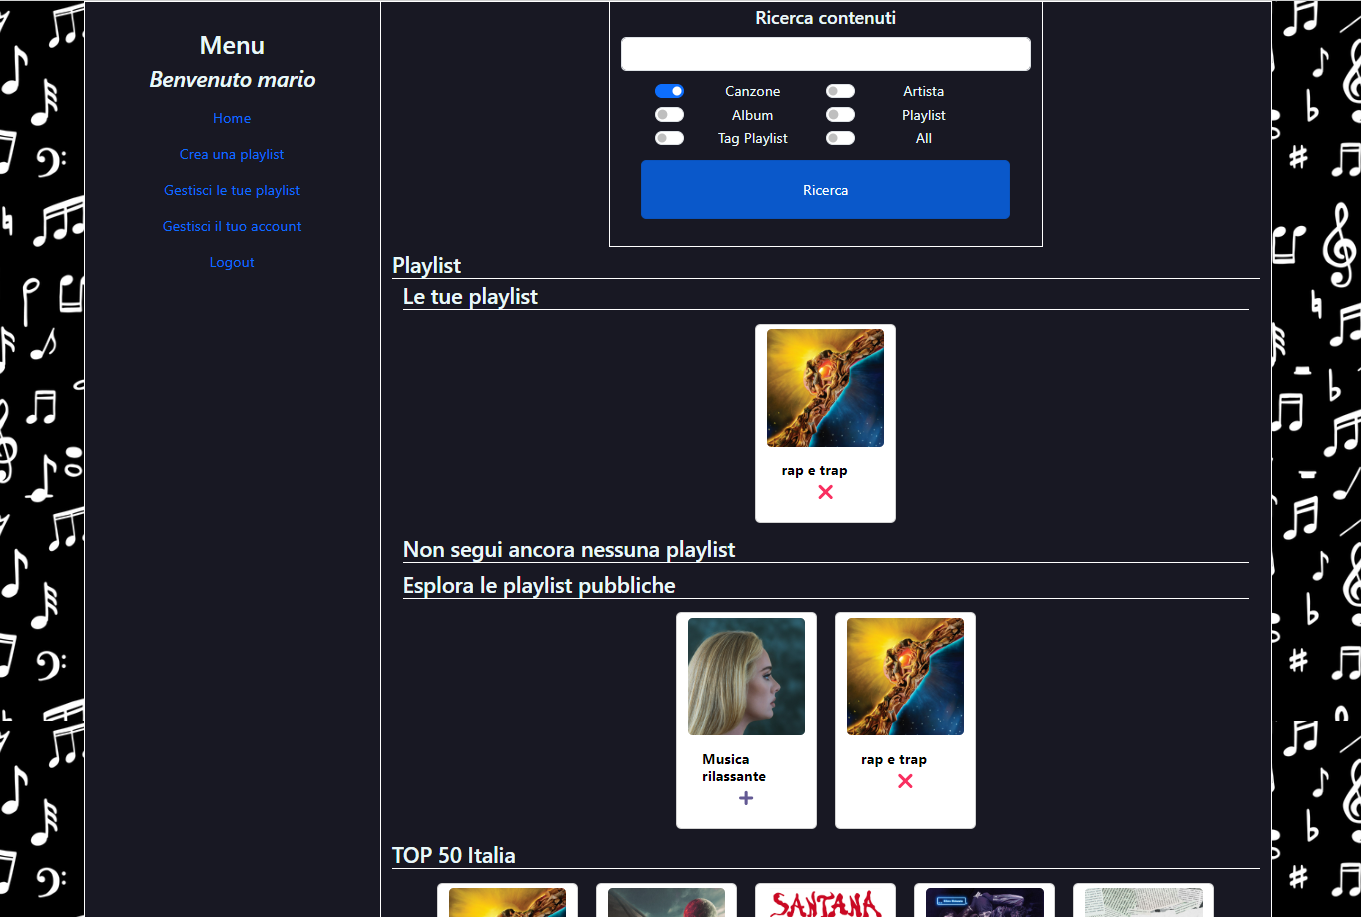 Menu
Benvenuto mario
Home
Crea una playlist
Gestisci le tue playlist
Gestisci il tuo account
Logout
Ricerca contenuti
Canzone
Artista
Album
Playlist
Tag Playlist
All
Ricerca
Playlist
Le tue playlist
rap e trap
Non segui ancora nessuna playlist
Esplora le playlist pubbliche
Musica
rilassante
rap e trap
TOP 50 Italia
SANTANA